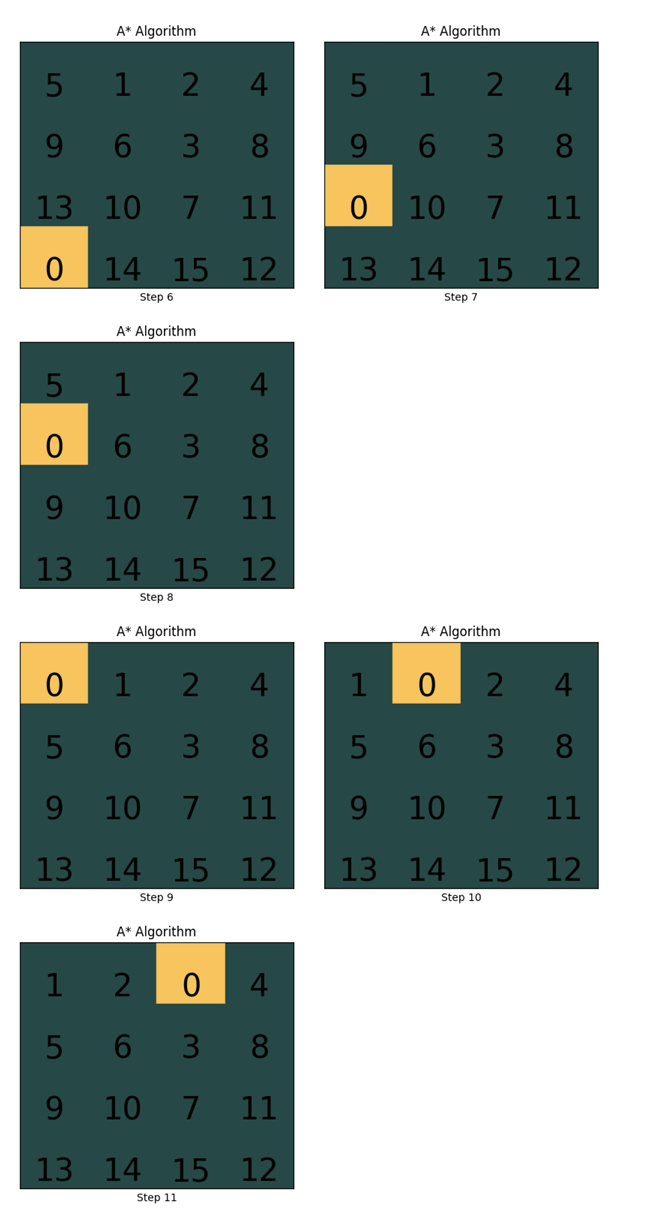 A* Algorithm
5 1 2 4
9 6 3 8
13 10 7 11
0 14 15 12
Step 6
A* Algorithm
5 1 2 4
9 6 3 8
0 10 7 11
13 14 15 12
Step 7
A* Algorithm
5 1 2 4
0 6 3 8
9 10 7 11
13 14 15 12
Step 8
A* Algorithm
0 1 2 4
5 6 3 8
9 10 7 11
13 14 15 12
Step 9
A* Algorithm
1 0 2 4
5 6 3 8
9 10 7 11
13 14 15 12
Step 10
A* Algorithm
1 2 0 4
5 6 3 8
9 10 7 11
13 14 15 12
Step 11